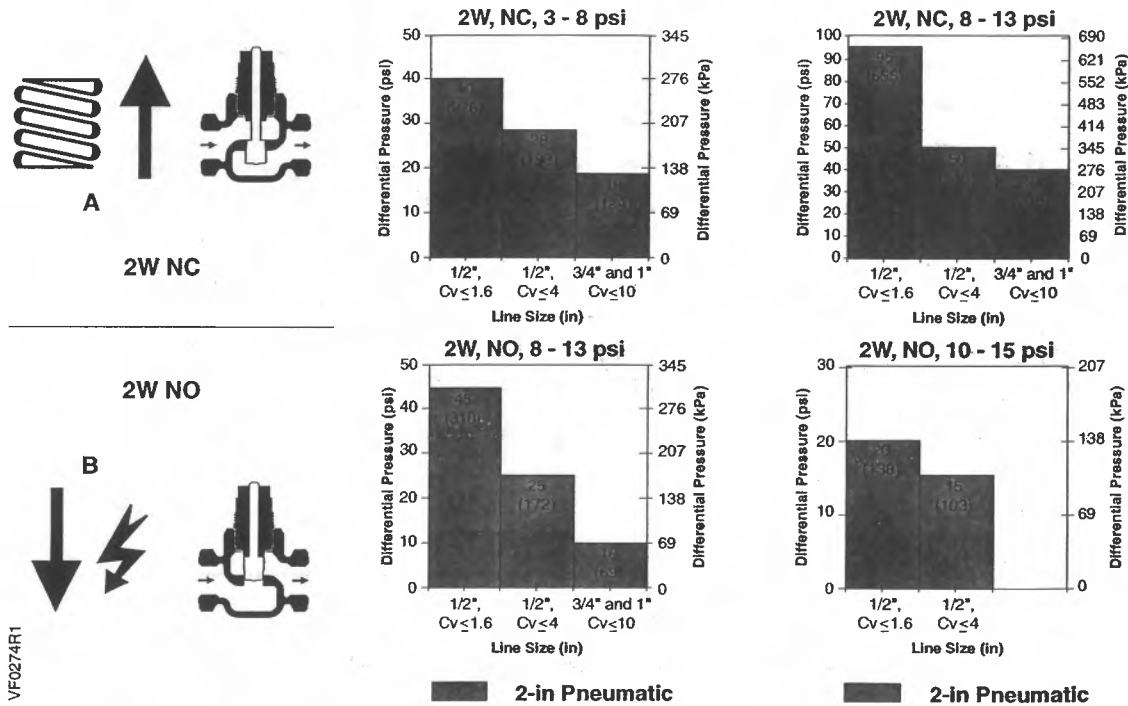 A
2W NC
2W NO
B
VF0274R1
2W, NC, 3 - 8 psi
Differential Pressure (psi)
50
40
30
20
10
0
Differential Pressure (kPa)
345
276
207
138
69
0
1/2", Cv≤1.6
1/2", Cv≤4
3/4" and 1" Cv≤10
Line Size (in)
2W, NC, 8 - 13 psi
Differential Pressure (psi)
100
90
80
70
60
50
40
30
20
10
0
95
(655)
50
Differential Pressure (kPa)
690
621
552
483
414
345
276
207
138
69
0
1/2", Cv≤1.6
1/2", Cv≤4
3/4" and 1" Cv≤10
Line Size (in)
2W, NO, 8 - 13 psi
Differential Pressure (psi)
50
40
30
20
10
0
45
(310)
25
(172)
10
(69
Differential Pressure (kPa)
345
276
207
138
69
0
1/2", Cv≤1.6
1/2", Cv≤4
3/4" and 1" Cv≤10
Line Size (in)
2-in Pneumatic
2W, NO, 10 - 15 psi
Differential Pressure (psi)
30
20
10
0
20
(138)
15
(103)
Differential Pressure (kPa)
207
138
69
0
1/2", Cv≤1.6
1/2", Cv≤4
Line Size (in)
2-in Pneumatic